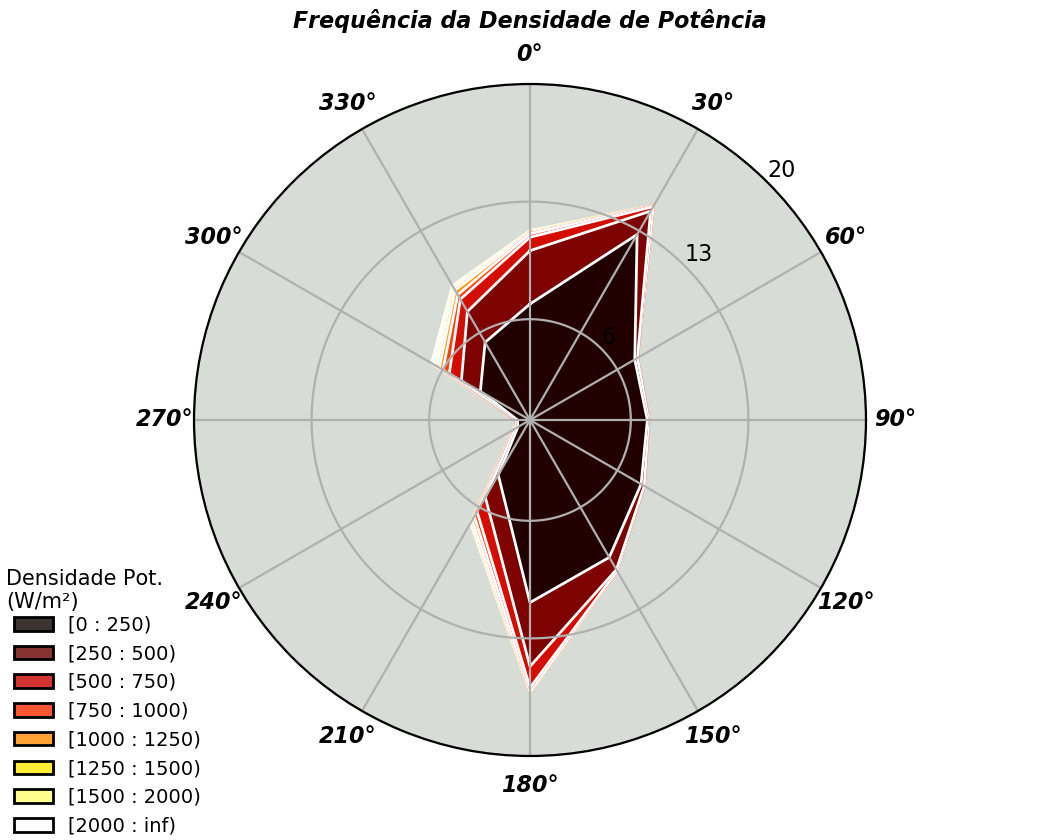 Frequência da Densidade de Potência
0°
330°
30°
20
300°
60°
13
6
270°
90°
240°
120°
210°
150°
180°
Densidade Pot.
(W/m²)
[0 : 250)
[250 : 500)
[500 : 750)
[750 : 1000)
[1000 : 1250)
[1250 : 1500)
[1500 : 2000)
[2000 : inf)